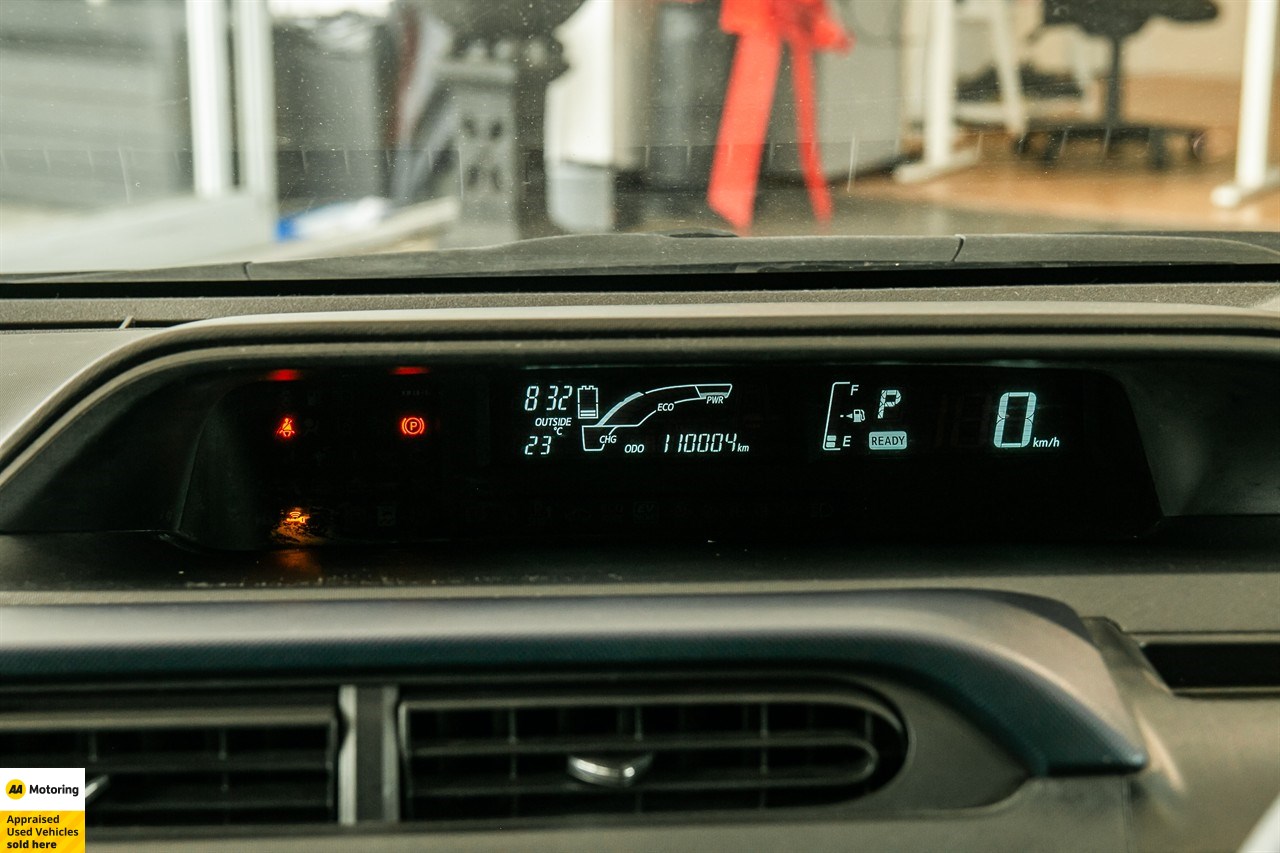 8 32
OUTSIDE
°C
23
CHG
ECO
PWR
ODO 110004 km
F
E
P
READY
0 km/h
(P)
AA Motoring
Appraised
Used Vehicles
sold here